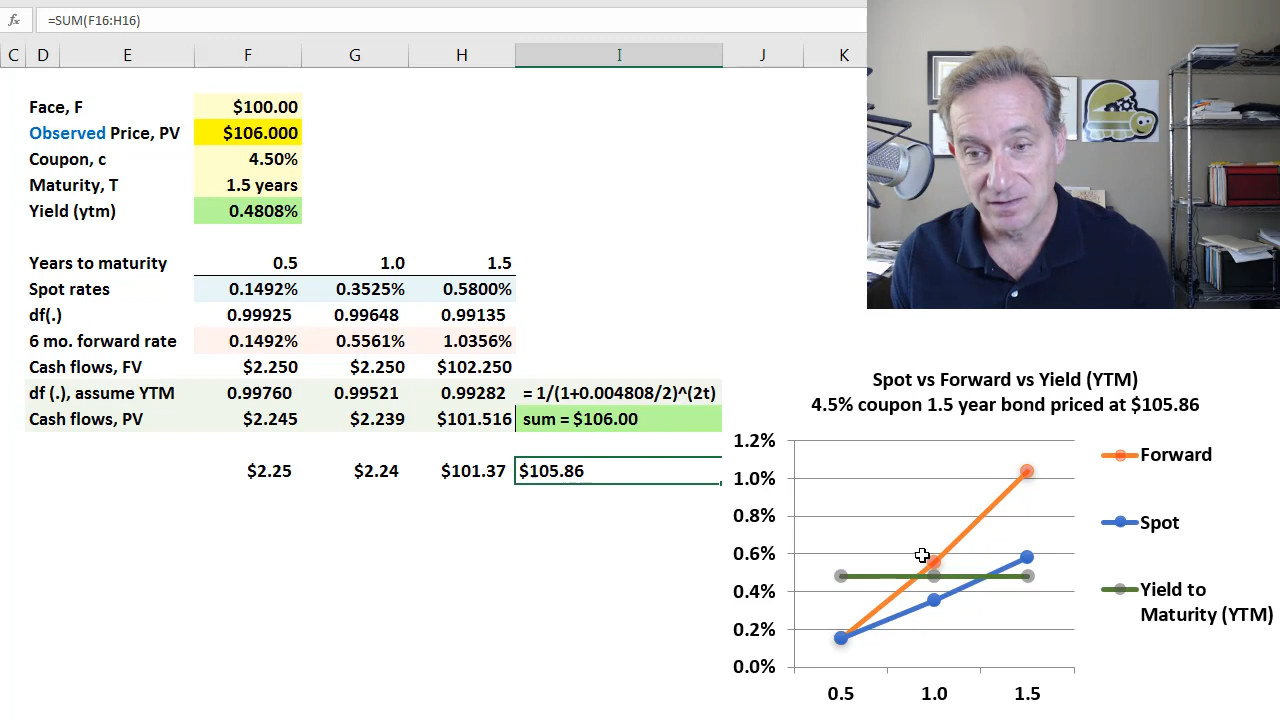 fx =SUM(F16:H16)
C D E F G H I J K
Face, F $100.00
Observed Price, PV $106.000
Coupon, c 4.50%
Maturity, T 1.5 years
Yield (ytm) 0.4808%
Years to maturity 0.5 1.0 1.5
Spot rates 0.1492% 0.3525% 0.5800%
df(.) 0.99925 0.99648 0.99135
6 mo. forward rate 0.1492% 0.5561% 1.0356%
Cash flows, FV $2.250 $2.250 $102.250
df (.), assume YTM 0.99760 0.99521 0.99282 = 1/(1+0.004808/2)^(2t)
Cash flows, PV $2.245 $2.239 $101.516 sum = $106.00
$2.25 $2.24 $101.37 $105.86
Spot vs Forward vs Yield (YTM)
4.5% coupon 1.5 year bond priced at $105.86
1.2%
1.0%
0.8%
0.6%
0.4%
0.2%
0.0%
0.5 1.0 1.5
Forward
Spot
Yield to
Maturity (YTM)